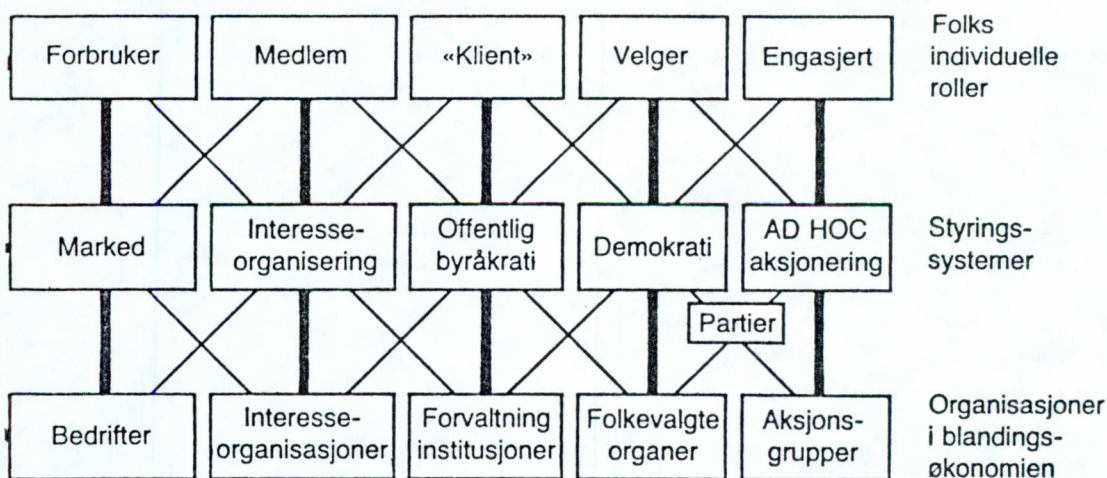 Forbruker
Medlem
«Klient»
Velger
Engasjert
Folks
individuelle
roller
Marked
Interesse-
organisering
Offentlig
byråkrati
Demokrati
AD HOC
aksjonering
Styrings-
systemer
Partier
Bedrifter
Interesse-
organisasjoner
Forvaltning
institusjoner
Folkevalgte
organer
Aksjons-
grupper
Organisasjoner
i blandings-
økonomien